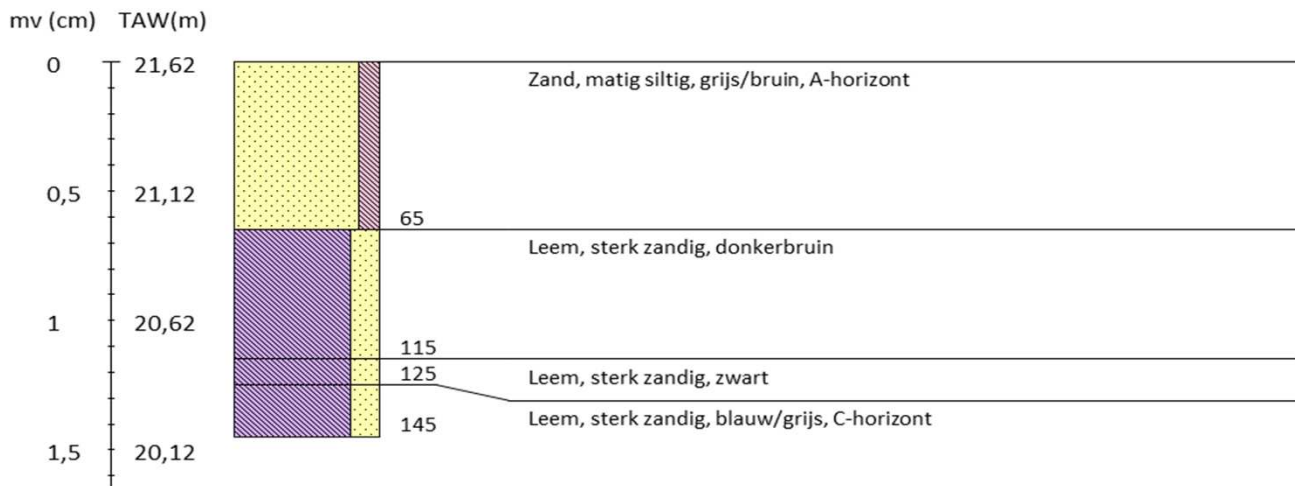 mv (cm) TAW(m)
0 21,62
Zand, matig siltig, grijs/bruin, A-horizont
0,5 21,12
65
Leem, sterk zandig, donkerbruin
1 20,62
115
125
Leem, sterk zandig, zwart
Leem, sterk zandig, blauw/grijs, C-horizont
145
1,5 20,12